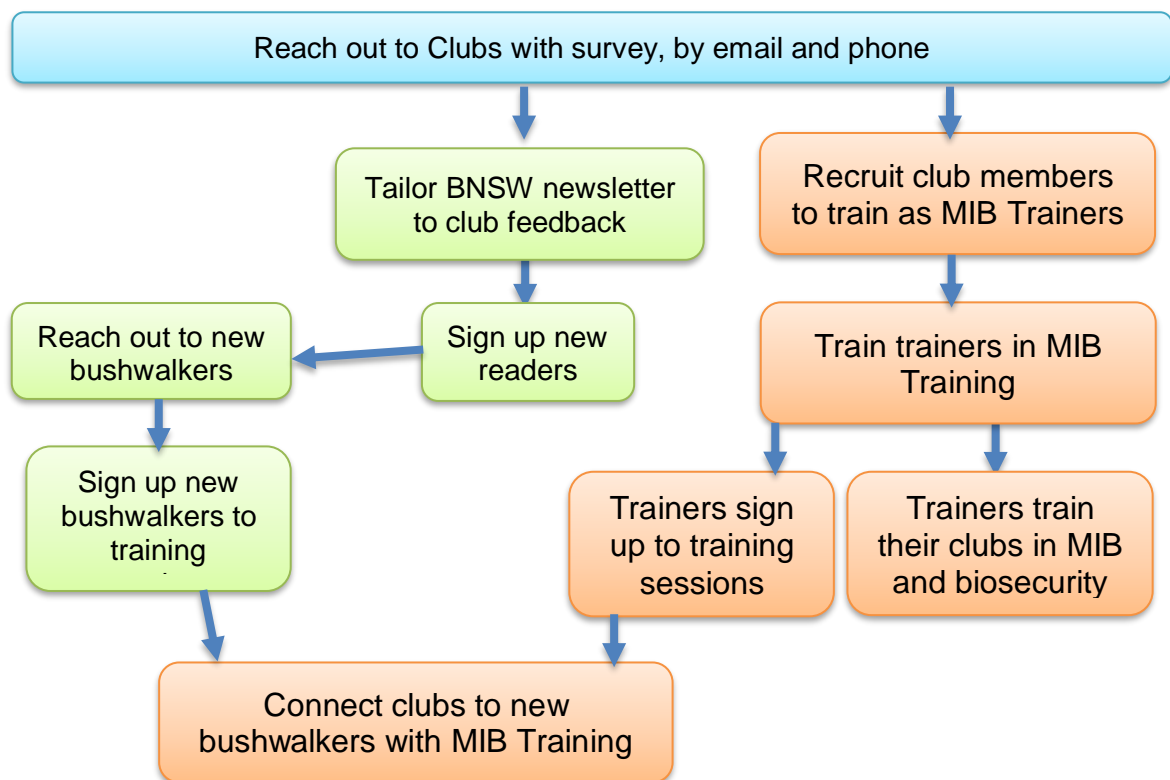 Reach out to Clubs with survey, by email and phone
Tailor BNSW newsletter
to club feedback
Recruit club members
to train as MIB Trainers
Sign up new
readers
Reach out to new
bushwalkers
Train trainers in MIB
Training
Sign up new
bushwalkers to
training
Trainers sign
up to training
sessions
Trainers train
their clubs in MIB
and biosecurity
Connect clubs to new
bushwalkers with MIB Training